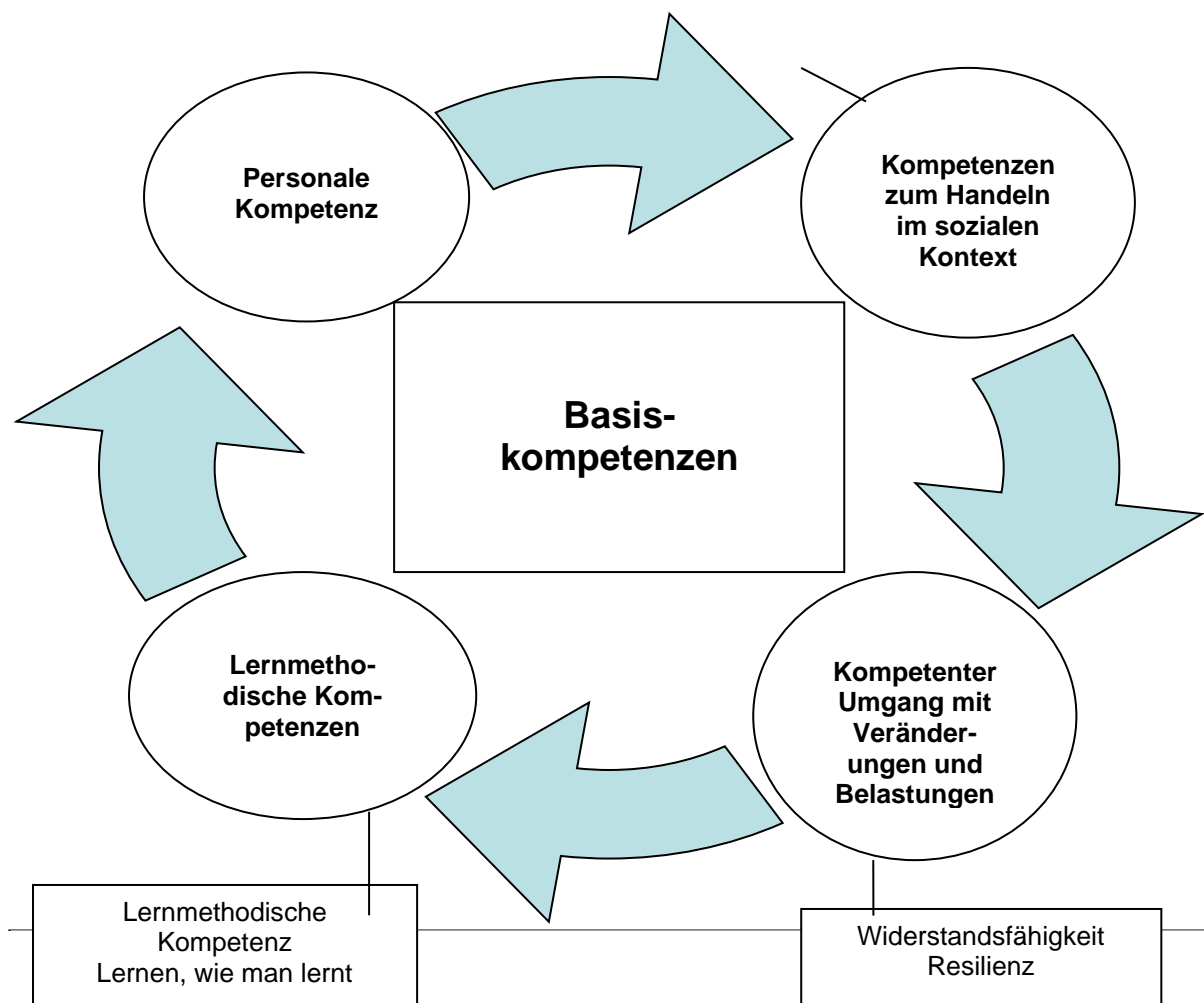 Personale
Kompetenz
Kompetenzen
zum Handeln
im sozialen
Kontext
Basis-
kompetenzen
Lernmetho-
dische Kom-
petenzen
Kompetenter
Umgang mit
Veränder-
ungen und
Belastungen
Lernmethodische
Kompetenz
Lernen, wie man lernt
Widerstandsfähigkeit
Resilienz